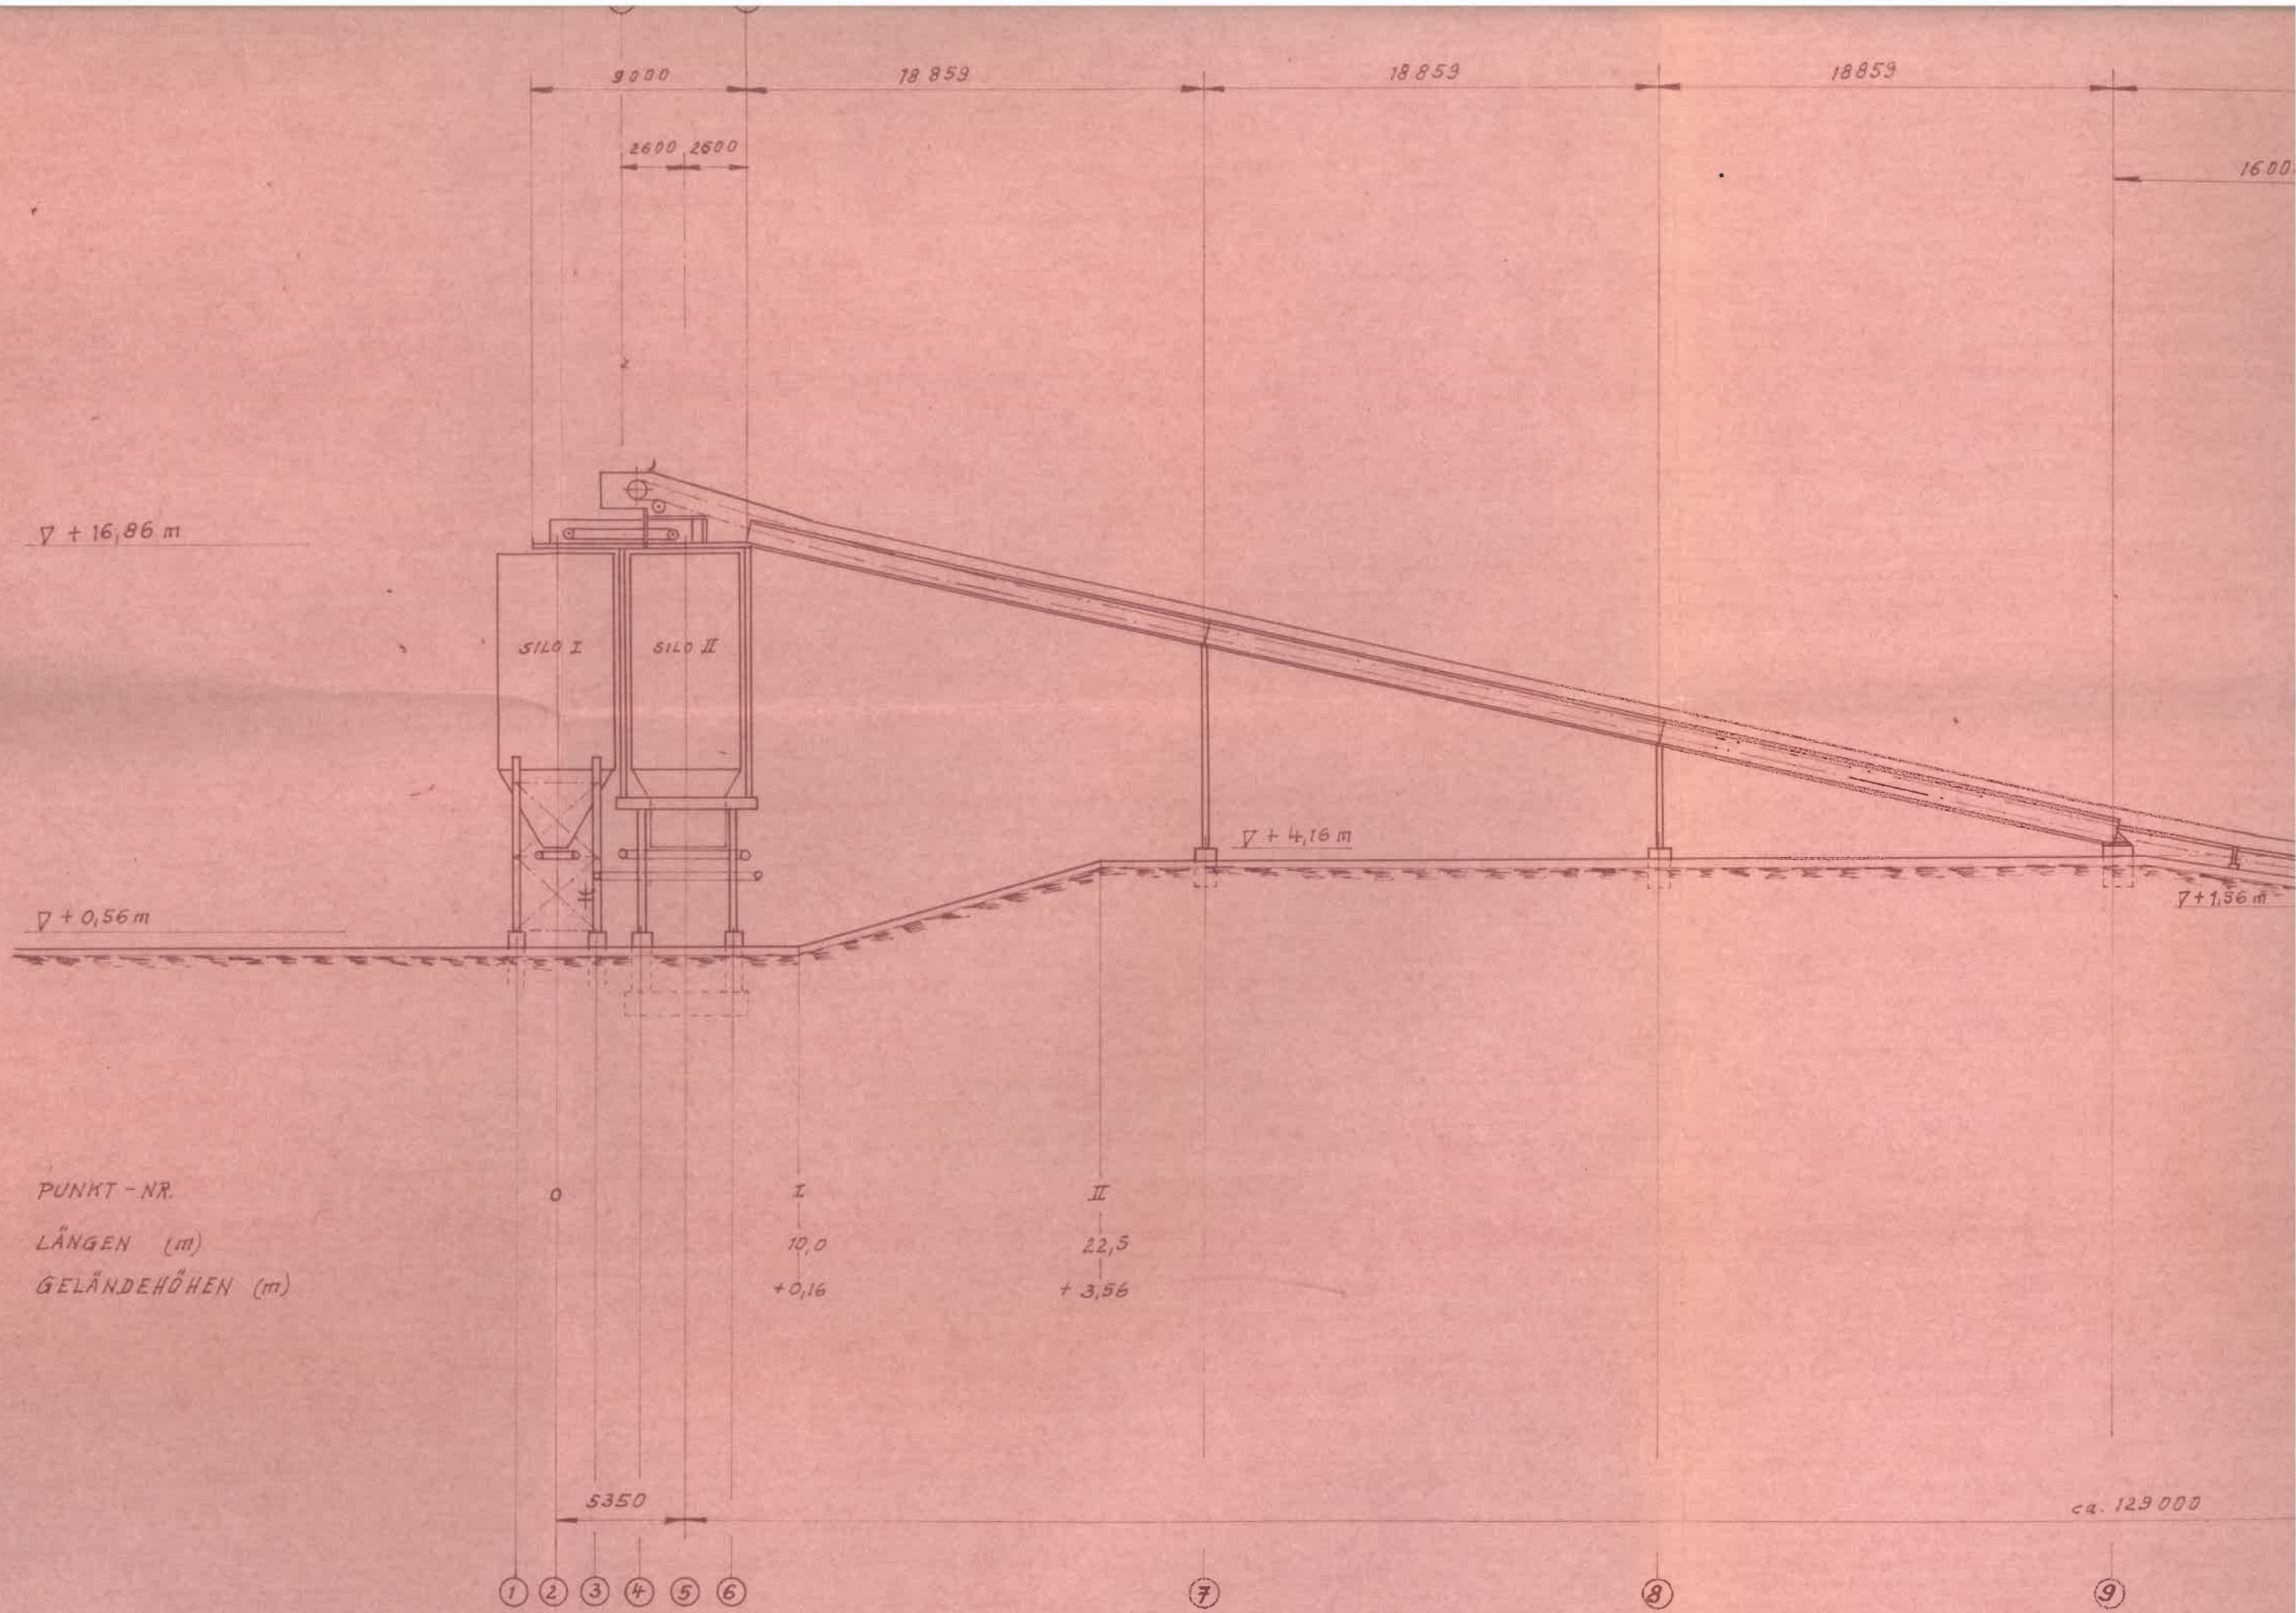 9000 18 859 18 859 18859
2600 2600
1600
2
∇ + 16,86 m
SILO I SILO II
∇ + 4,16 m
∇ + 0,56 m
∇ + 1,56 m
PUNKT - NR. 0 I II
LÄNGEN (m) 10,0 22,5
GELÄNDEHÖHEN (m) +0,16 + 3,56
5350 ca. 129 000
1 2 3 4 5 6 7 8 9